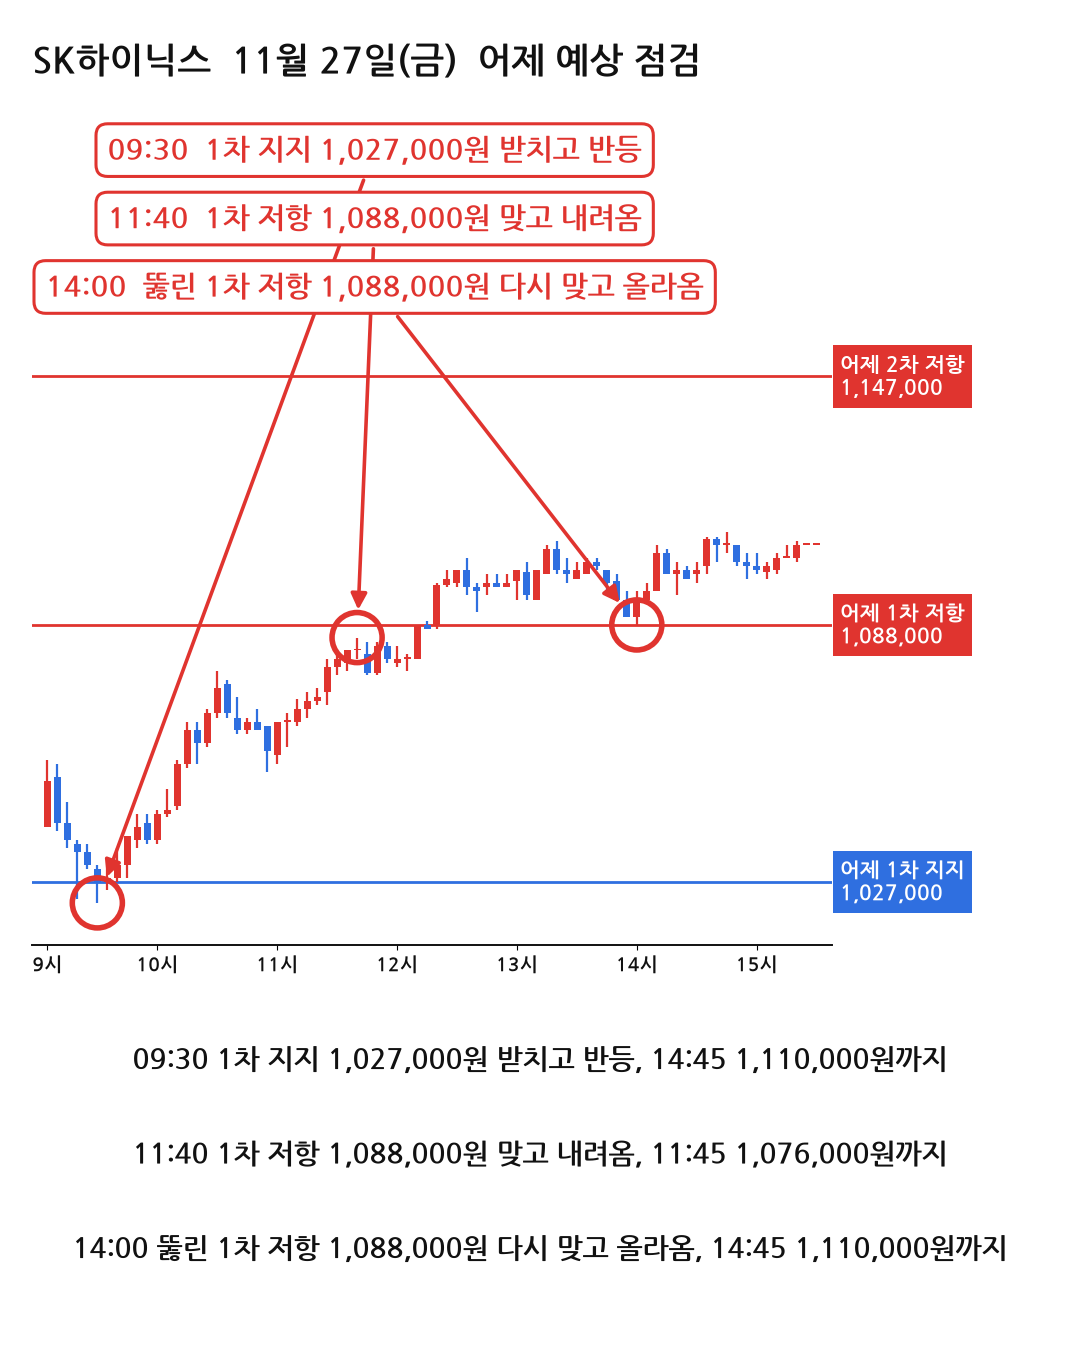 SK하이닉스 11월 27일(금) 어제 예상 점검
09:30 1차 지지 1,027,000원 받치고 반등
11:40 1차 저항 1,088,000원 맞고 내려옴
14:00 뚫린 1차 저항 1,088,000원 다시 맞고 올라옴
어제 2차 저항
1,147,000
어제 1차 저항
1,088,000
어제 1차 지지
1,027,000
9시 10시 11시 12시 13시 14시 15시
09:30 1차 지지 1,027,000원 받치고 반등, 14:45 1,110,000원까지
11:40 1차 저항 1,088,000원 맞고 내려옴, 11:45 1,076,000원까지
14:00 뚫린 1차 저항 1,088,000원 다시 맞고 올라옴, 14:45 1,110,000원까지